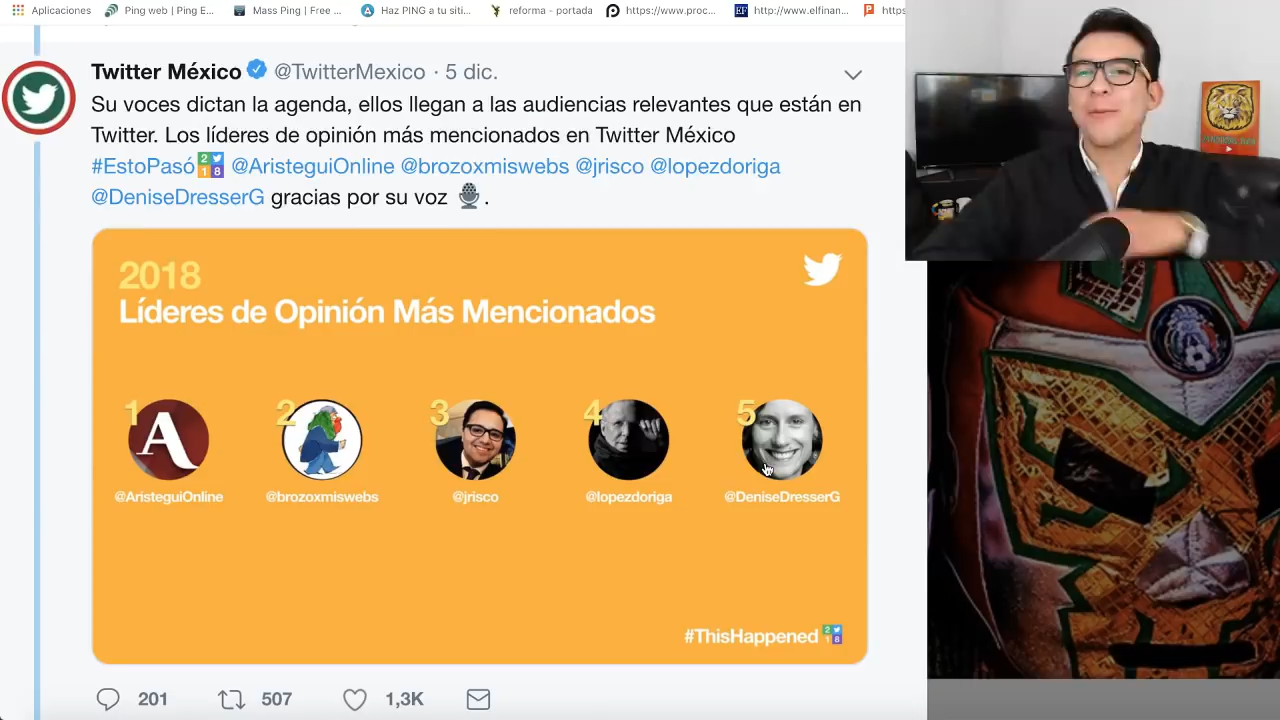 Aplicaciones
Ping web | Ping E...
Mass Ping | Free ...
Haz PING a tu siti...
reforma - portada
https://www.proc...
http://www.elfinan...
https
Twitter México @TwitterMexico · 5 dic.
Su voces dictan la agenda, ellos llegan a las audiencias relevantes que están en
Twitter. Los líderes de opinión más mencionados en Twitter México
#EstoPasó @AristeguiOnline @brozoxmiswebs @jrisco @lopezdoriga
@DeniseDresserG gracias por su voz 🎙.
2018
Líderes de Opinión Más Mencionados
1 2 3 4 5
A
@AristeguiOnline @brozoxmiswebs @jrisco @lopezdoriga @DeniseDresserG
#ThisHappened 2 1 8
201 507 1,3K